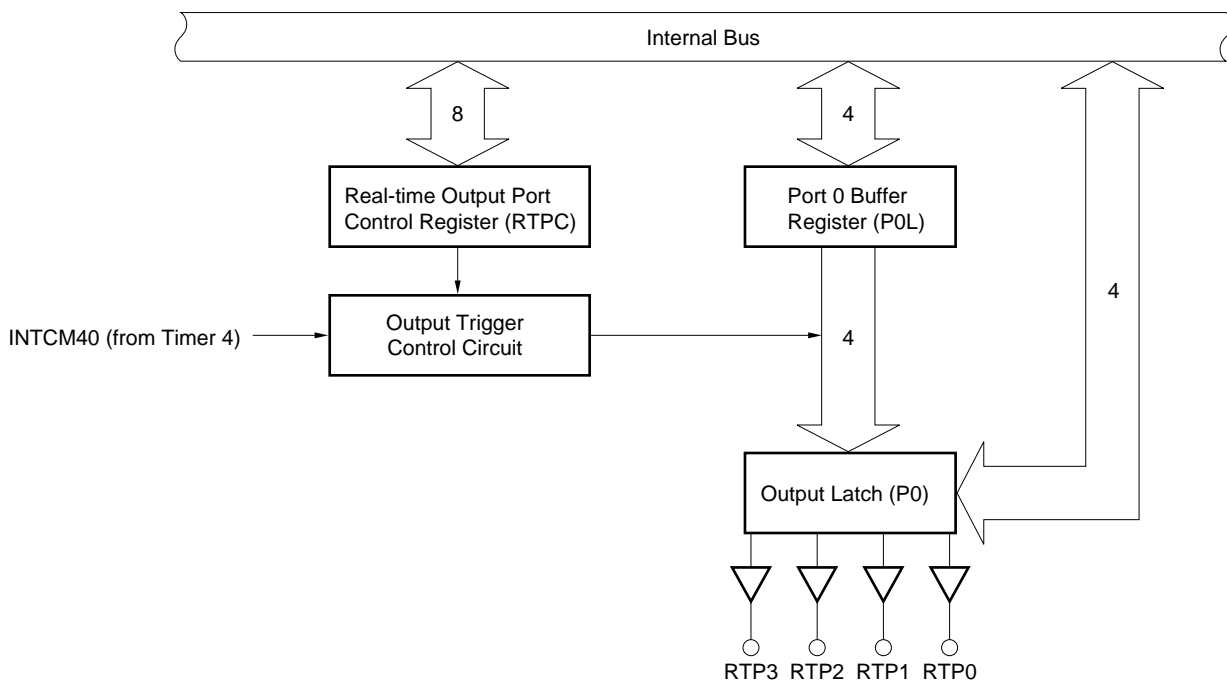 Internal Bus
8
4
Real-time Output Port
Control Register (RTPC)
Port 0 Buffer
Register (P0L)
4
INTCM40 (from Timer 4)
Output Trigger
Control Circuit
4
Output Latch (P0)
RTP3 RTP2 RTP1 RTP0